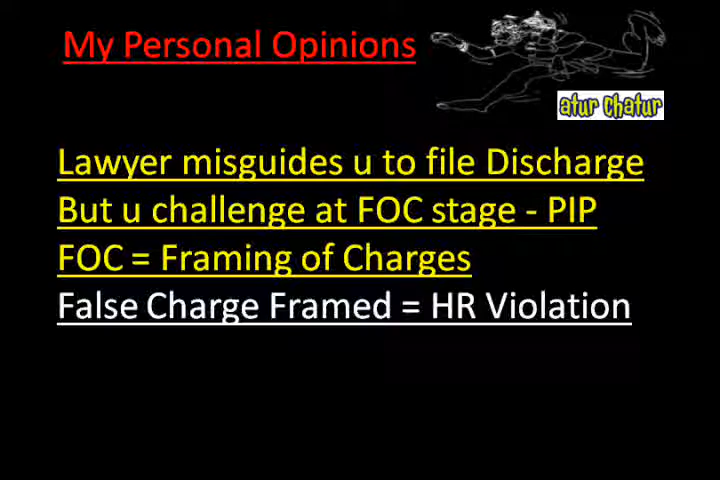 My Personal Opinions
atur chatur
Lawyer misguides u to file Discharge
But u challenge at FOC stage - PIP
FOC = Framing of Charges
False Charge Framed = HR Violation